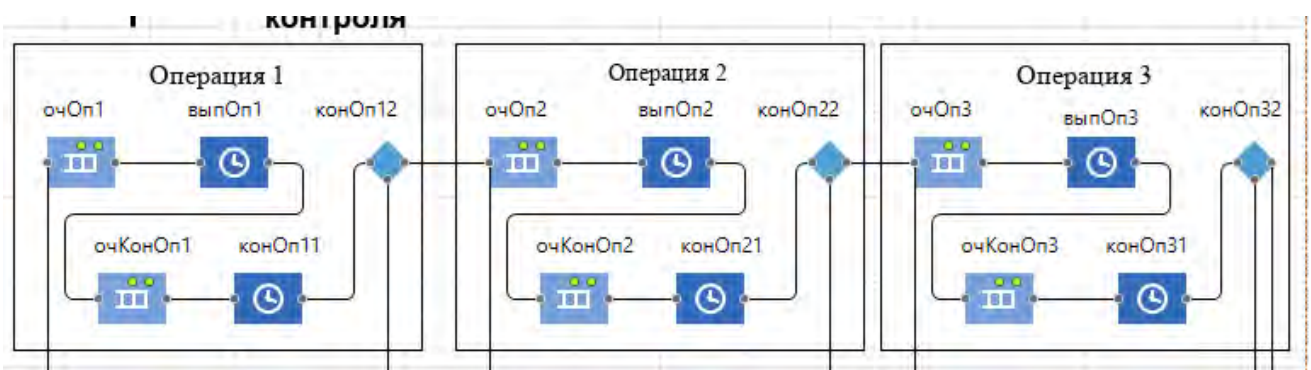 контроля
Операция 1
очОп1 выпОп1 конОп12
очКонОп1 конОп11
Операция 2
очОп2 выпОп2 конОп22
очКонОп2 конОп21
Операция 3
очОп3 выпОп3 конОп32
очКонОп3 конОп31